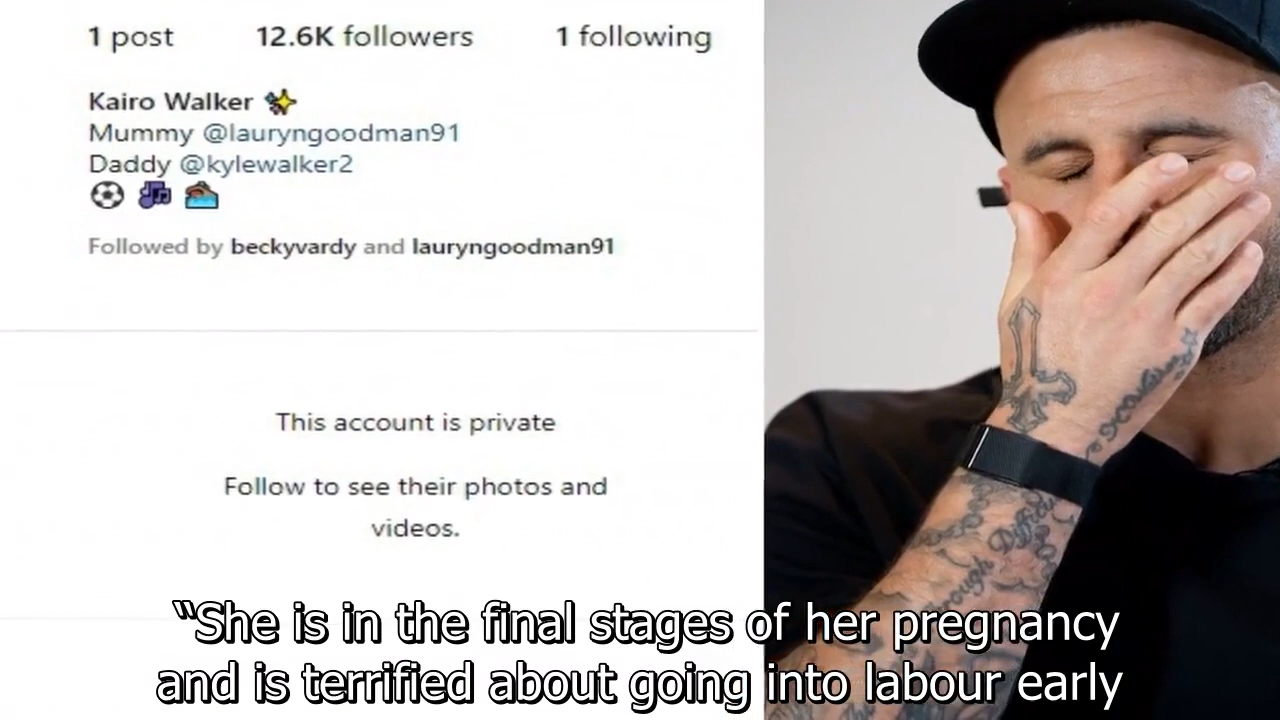 1 post 12.6K followers 1 following
Kairo Walker ✨
Mummy @lauryngoodman91
Daddy @kylewalker2
⚽ 🎶 🏊
Followed by beckyvardy and lauryngoodman91
This account is private
Follow to see their photos and
videos.
“She is in the final stages of her pregnancy
and is terrified about going into labour early